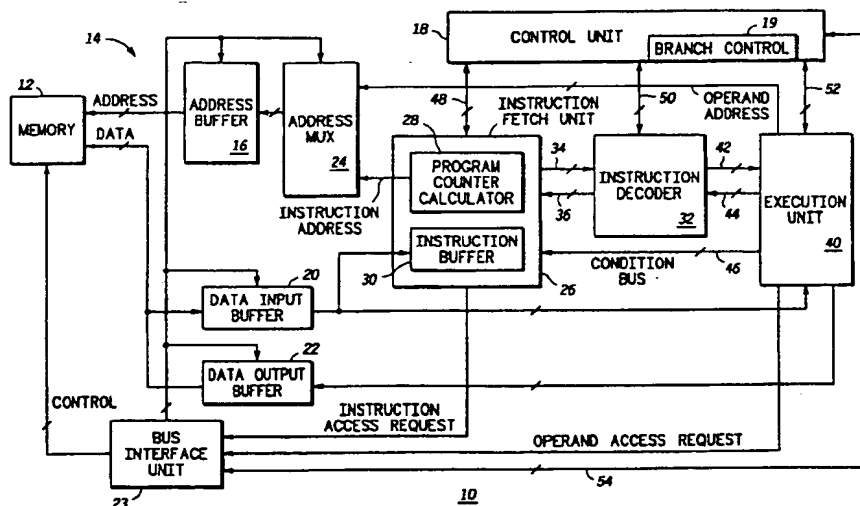 14
18
CONTROL UNIT
19
BRANCH CONTROL
12
MEMORY
ADDRESS
DATA
ADDRESS
BUFFER
16
ADDRESS MUX
24
48
INSTRUCTION
FETCH UNIT
50
OPERAND
ADDRESS
52
28
PROGRAM
COUNTER
CALCULATOR
34
36
INSTRUCTION
DECODER
32
42
44
EXECUTION
UNIT
40
INSTRUCTION
ADDRESS
INSTRUCTION
BUFFER
30
26
CONDITION
BUS
46
20
DATA INPUT
BUFFER
22
DATA OUTPUT
BUFFER
CONTROL
INSTRUCTION
ACCESS REQUEST
OPERAND ACCESS REQUEST
BUS
INTERFACE
UNIT
23
54
10